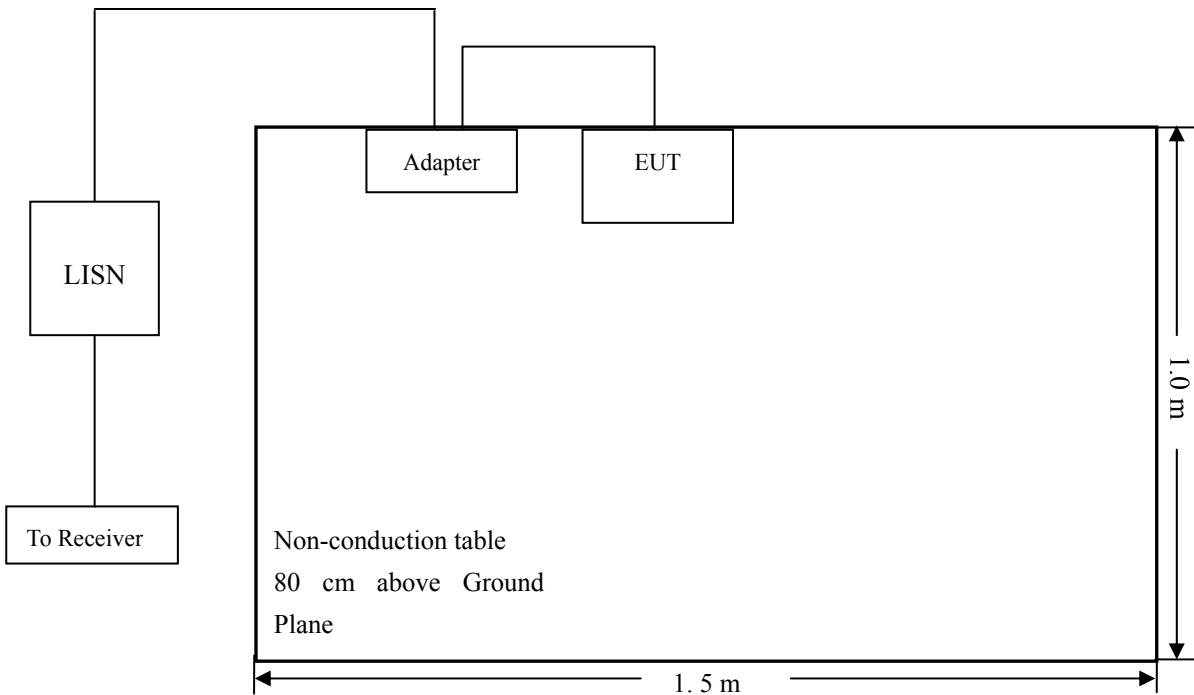 Adapter
EUT
LISN
1.0 m
To Receiver
Non-conduction table
80 cm above Ground
Plane
1. 5 m